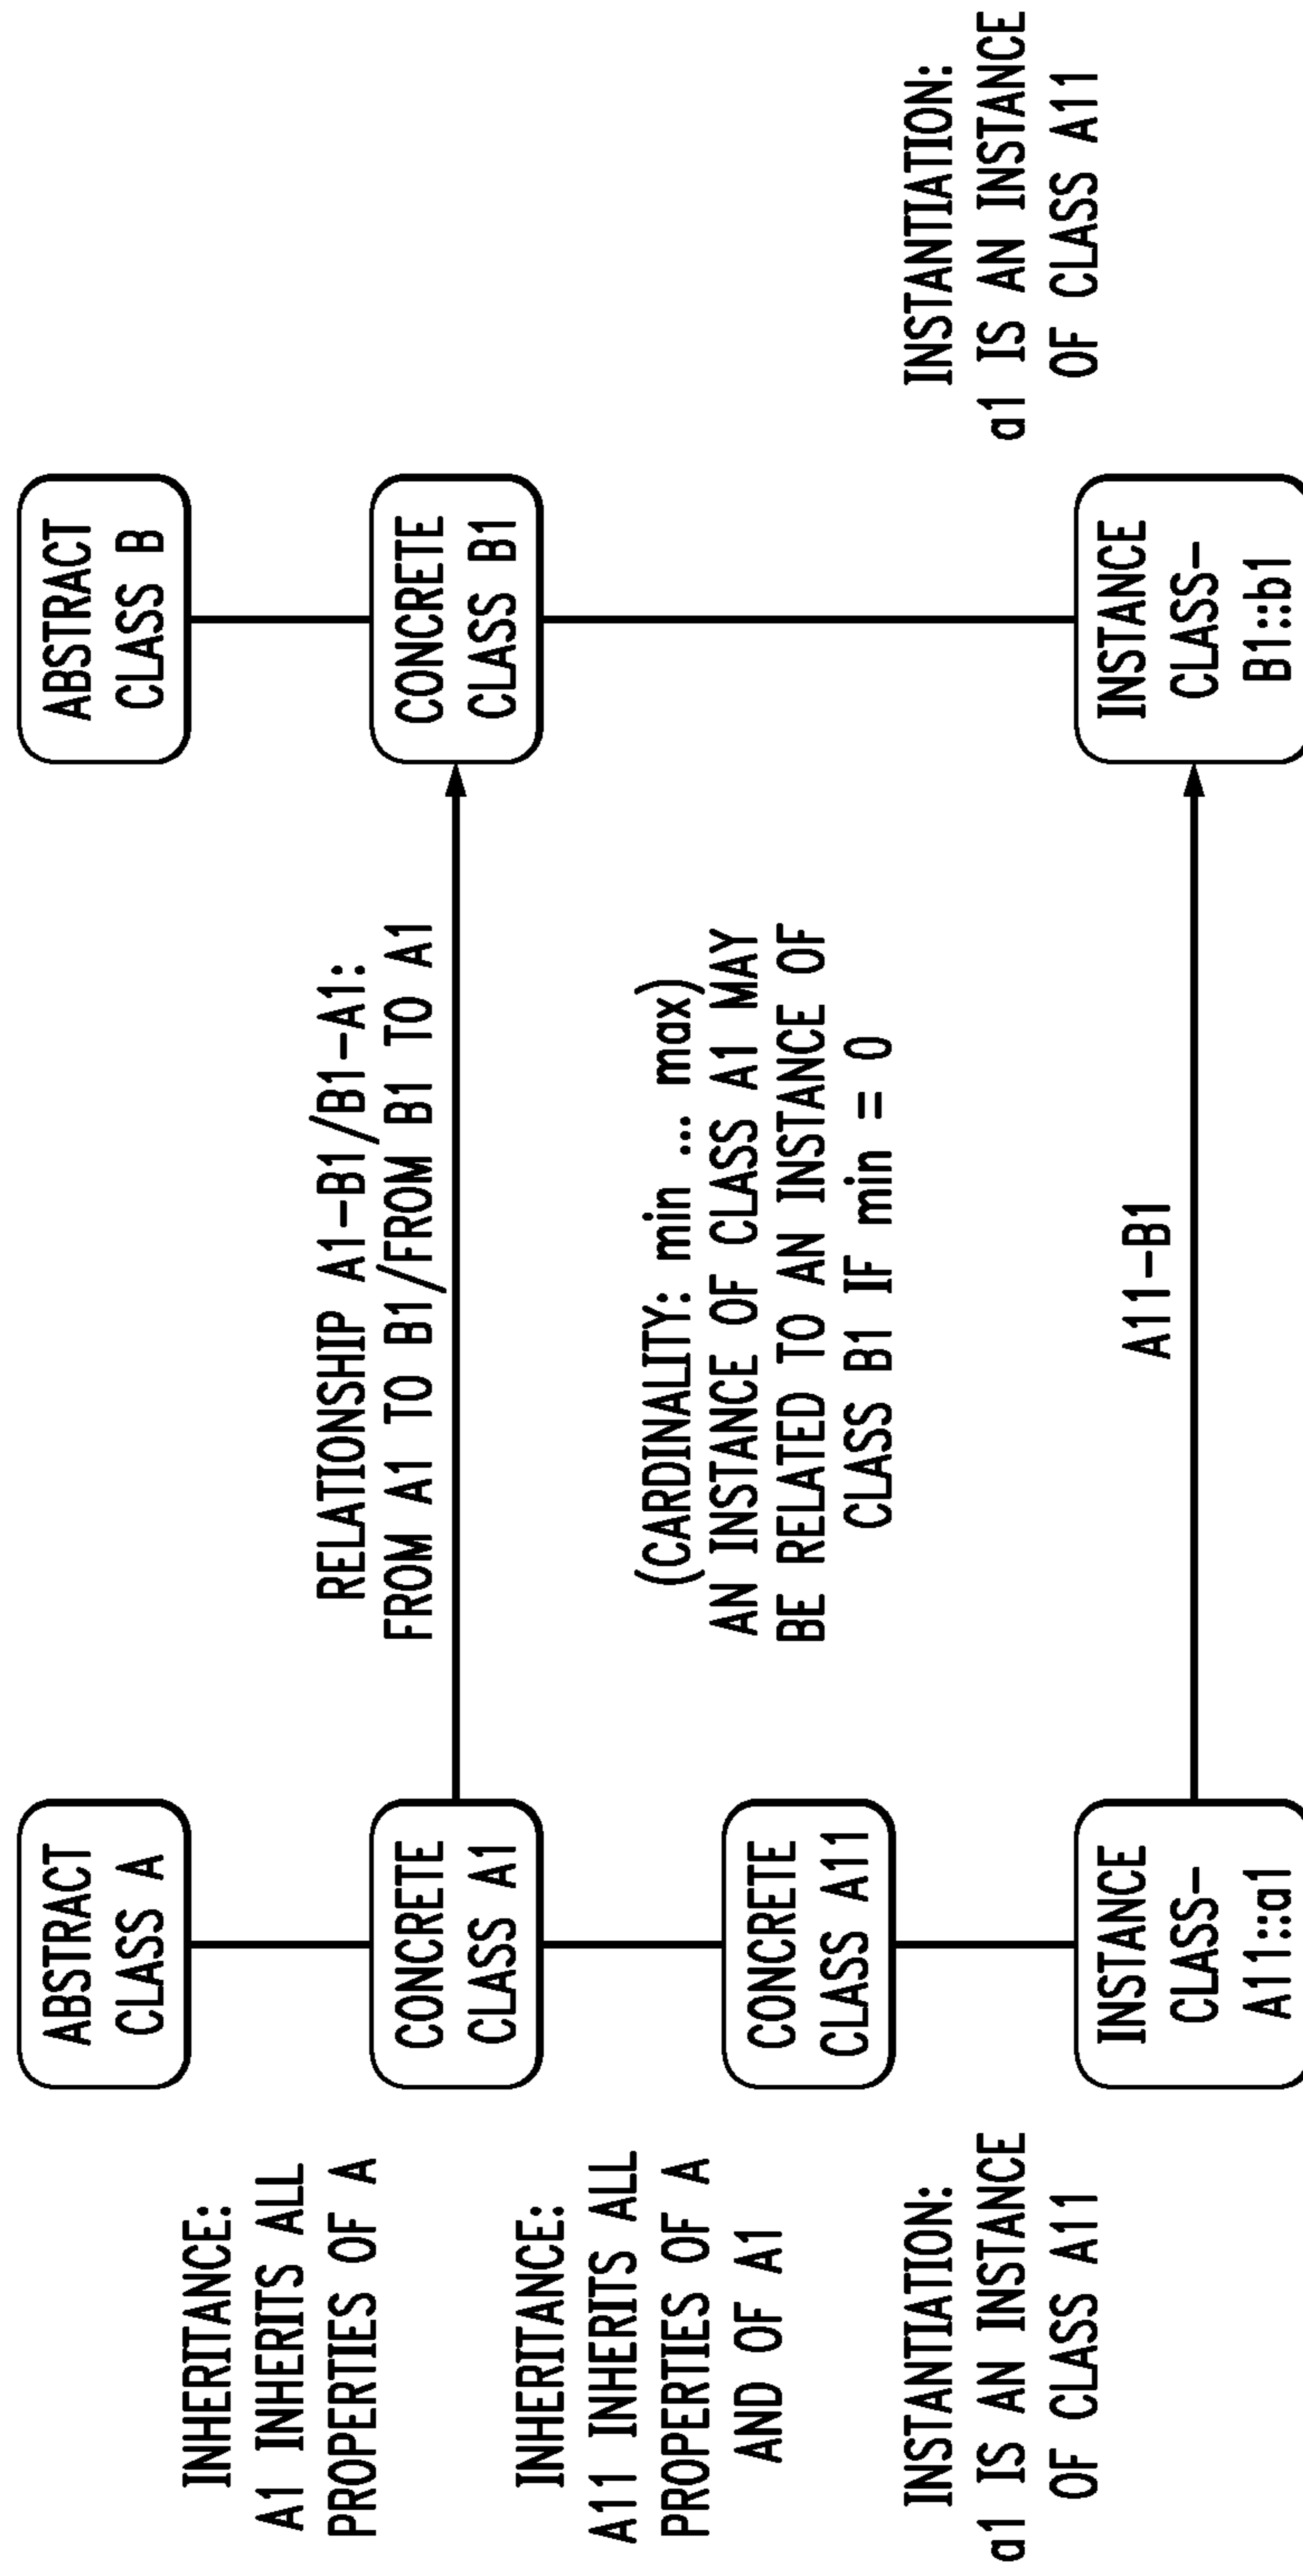 INHERITANCE:
A1 INHERITS ALL
PROPERTIES OF A
INHERITANCE:
A11 INHERITS ALL
PROPERTIES OF A
AND OF A1
INSTANTIATION:
a1 IS AN INSTANCE
OF CLASS A11
ABSTRACT
CLASS A
CONCRETE
CLASS A1
CONCRETE
CLASS A11
INSTANCE
CLASS-
A11::a1
RELATIONSHIP A1-B1/B1-A1:
FROM A1 TO B1/FROM B1 TO A1
(CARDINALITY: min ... max)
AN INSTANCE OF CLASS A1 MAY
BE RELATED TO AN INSTANCE OF
CLASS B1 IF min = 0
A11-B1
ABSTRACT
CLASS B
CONCRETE
CLASS B1
INSTANCE
CLASS-
B1::b1
INSTANTIATION:
a1 IS AN INSTANCE
OF CLASS A11